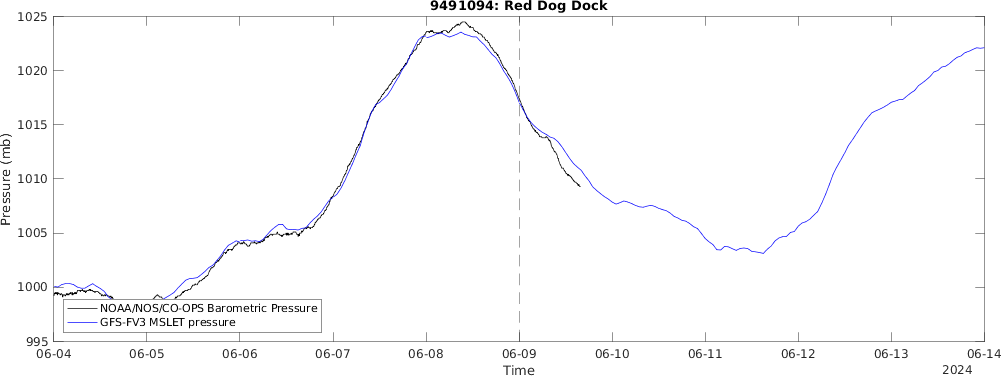 9491094: Red Dog Dock
Pressure (mb)
1025
1020
1015
1010
1005
1000
995
NOAA/NOS/CO-OPS Barometric Pressure
GFS-FV3 MSLET pressure
06-04 06-05 06-06 06-07 06-08 06-09 06-10 06-11 06-12 06-13 06-14
Time
2024